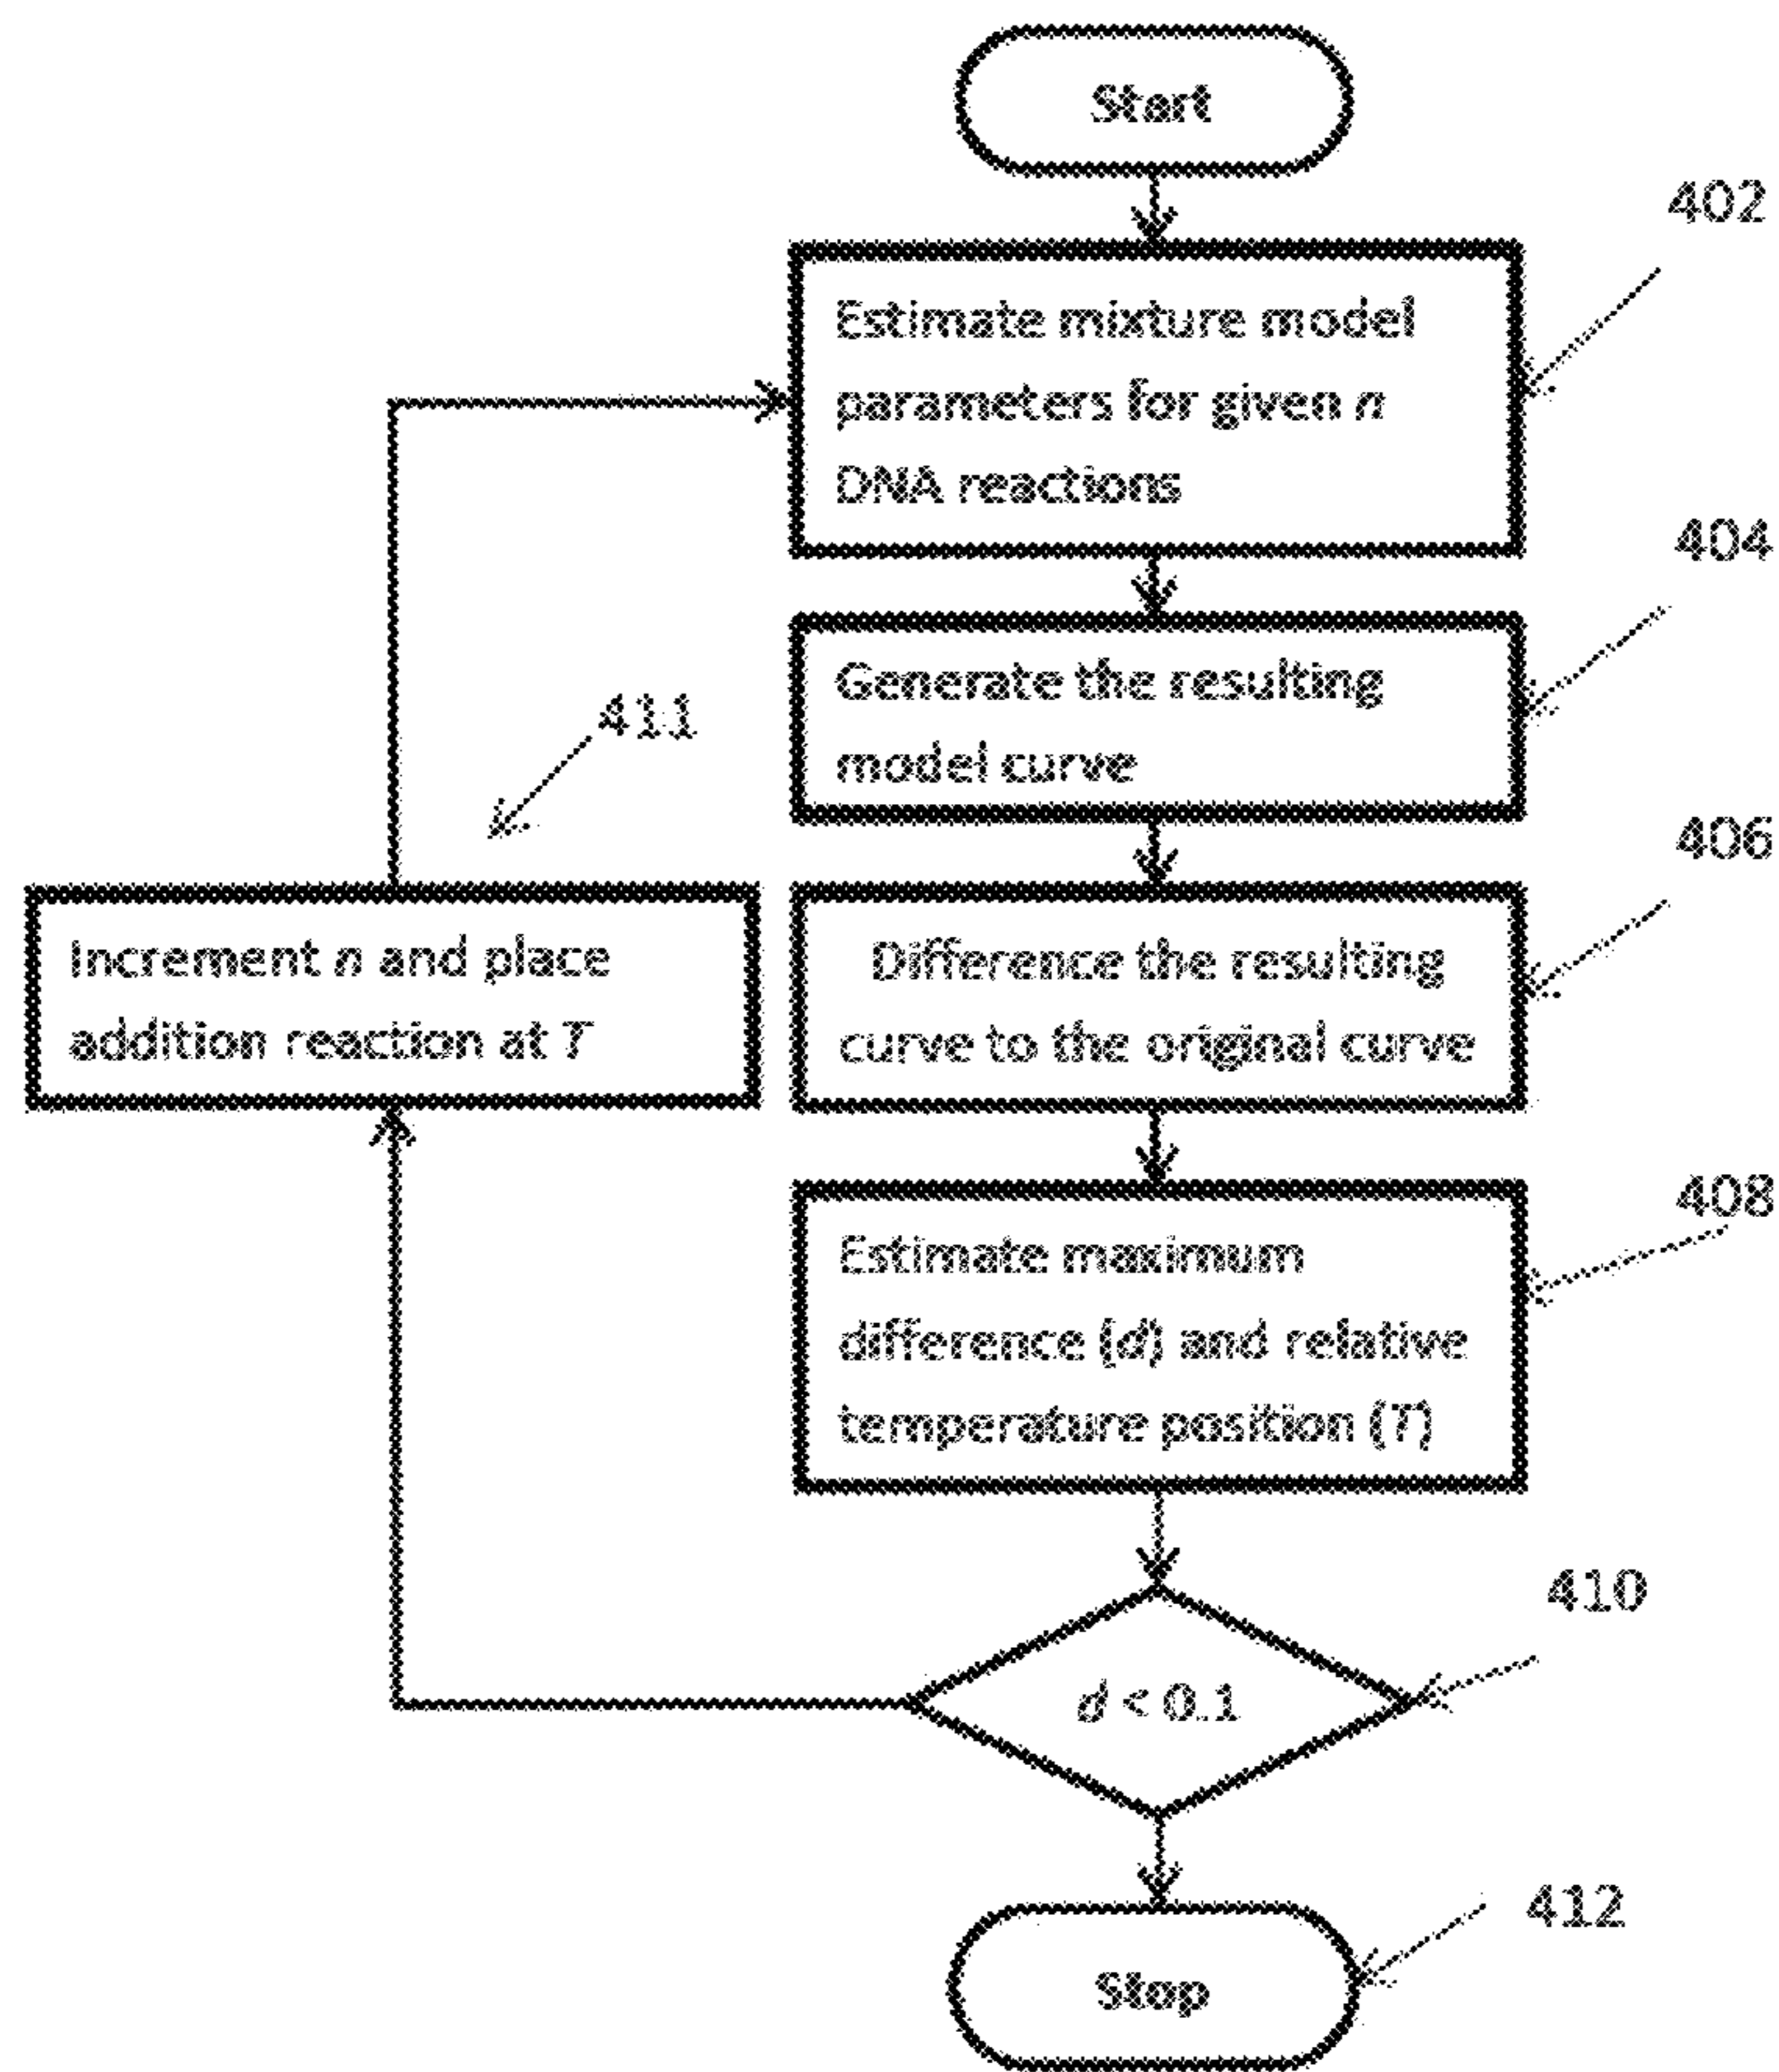 Start
402
Estimate mixture model
parameters for given n
DNA reactions
404
Generate the resulting
model curve
411
406
Increment n and place
addition reaction at T
Difference the resulting
curve to the original curve
408
Estimate maximum
difference (d) and relative
temperature position (T)
410
d < 0.1
412
Stop